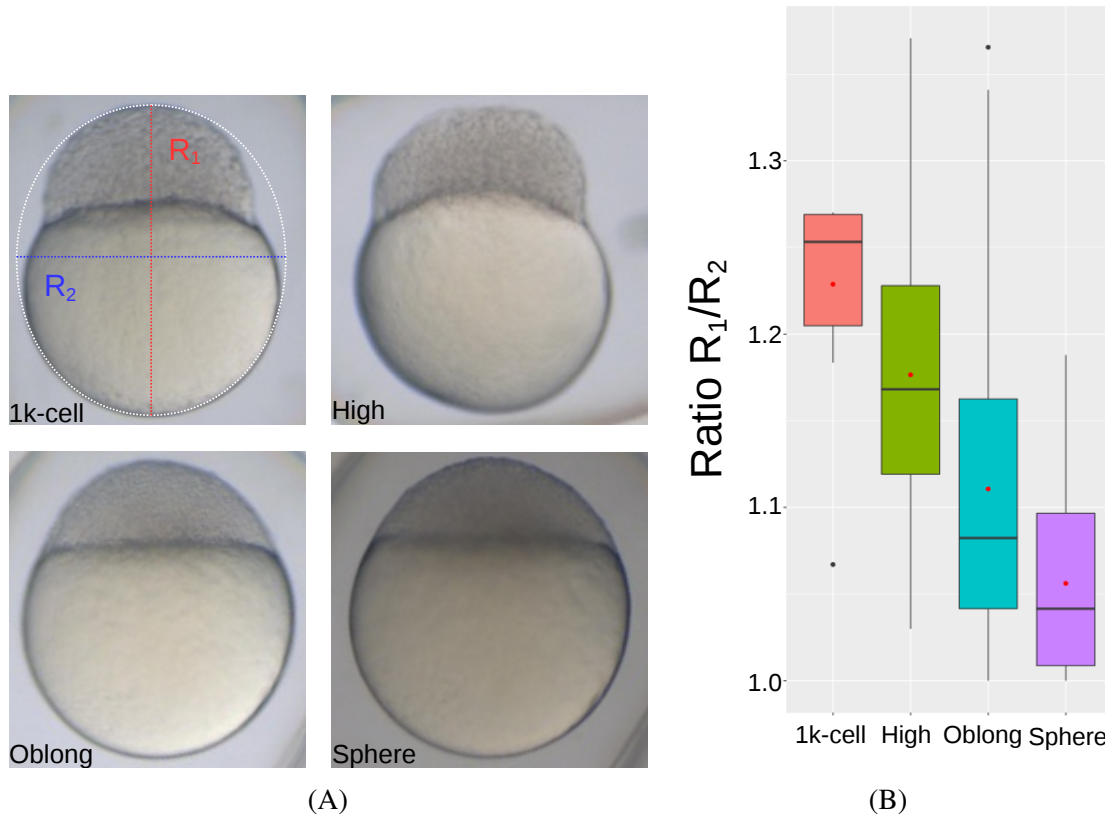 R1
R2
1k-cell
High
Oblong
Sphere
(A)
Ratio R1/R2
1.3
1.2
1.1
1.0
1k-cell High Oblong Sphere
(B)